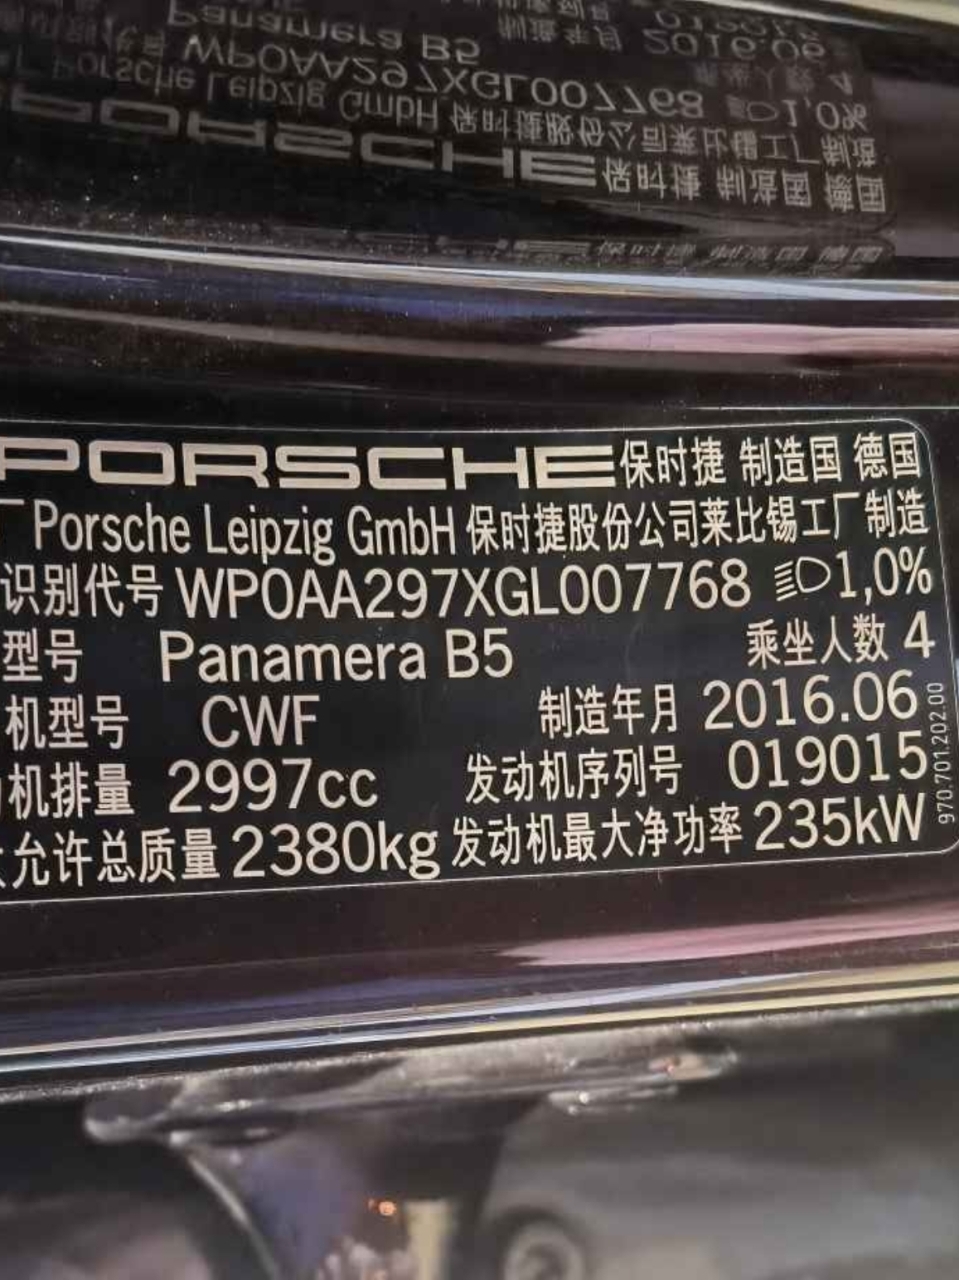 PORSCHE 保时捷 制造国 德国
厂 Porsche Leipzig GmbH 保时捷股份公司莱比锡工厂制造
识别代号 WP0AA297XGL007768 1,0%
型号 Panamera B5 乘坐人数 4
机型号 CWF 制造年月 2016.06
机排量 2997cc 发动机序列号 019015
允许总质量 2380kg 发动机最大净功率 235kW
970.701.202.00